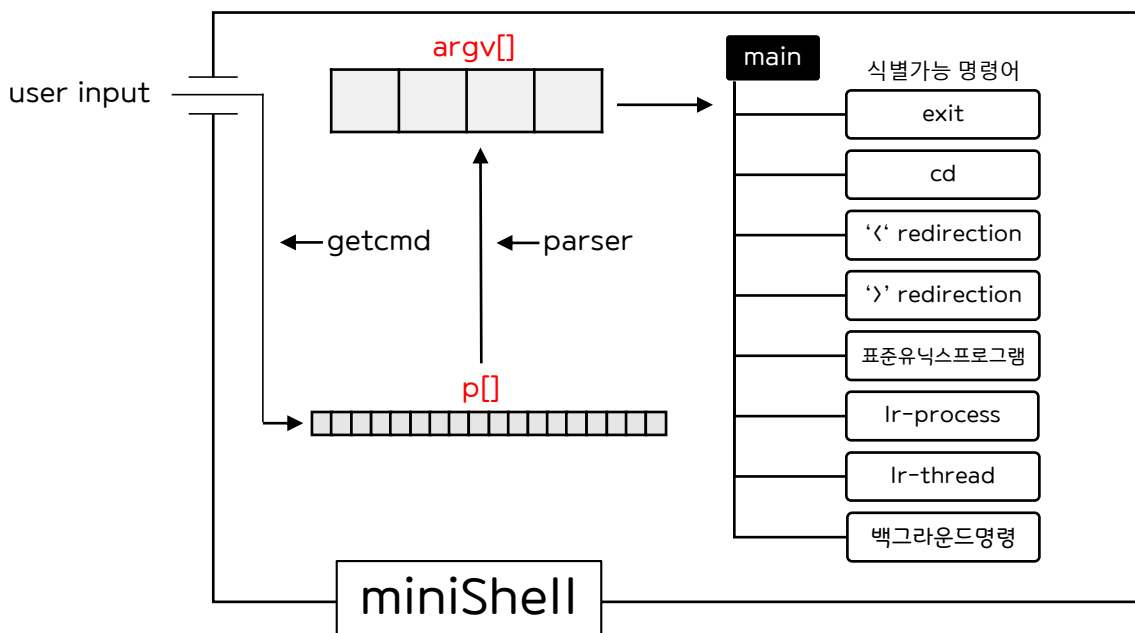 user input
argv[]
getcmd
parser
p[]
main
식별가능 명령어
exit
cd
‘<‘ redirection
‘>’ redirection
표준유닉스프로그램
lr-process
lr-thread
백그라운드명령
miniShell